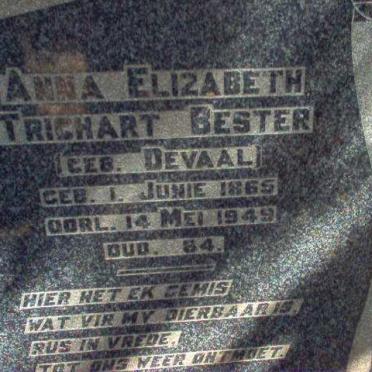 ANNA ELIZABETH
TRICHART BESTER
(GEB. DEVAAL)
GEB. 1. JUNIE 1865
OORL. 14 MEI 1949
OUD. 84.
HIER HET EK GEMIS
WAT VIR MY DIERBAAR IS,
RUS IN VREDE,
TOT ONS WEER ONTMOET.